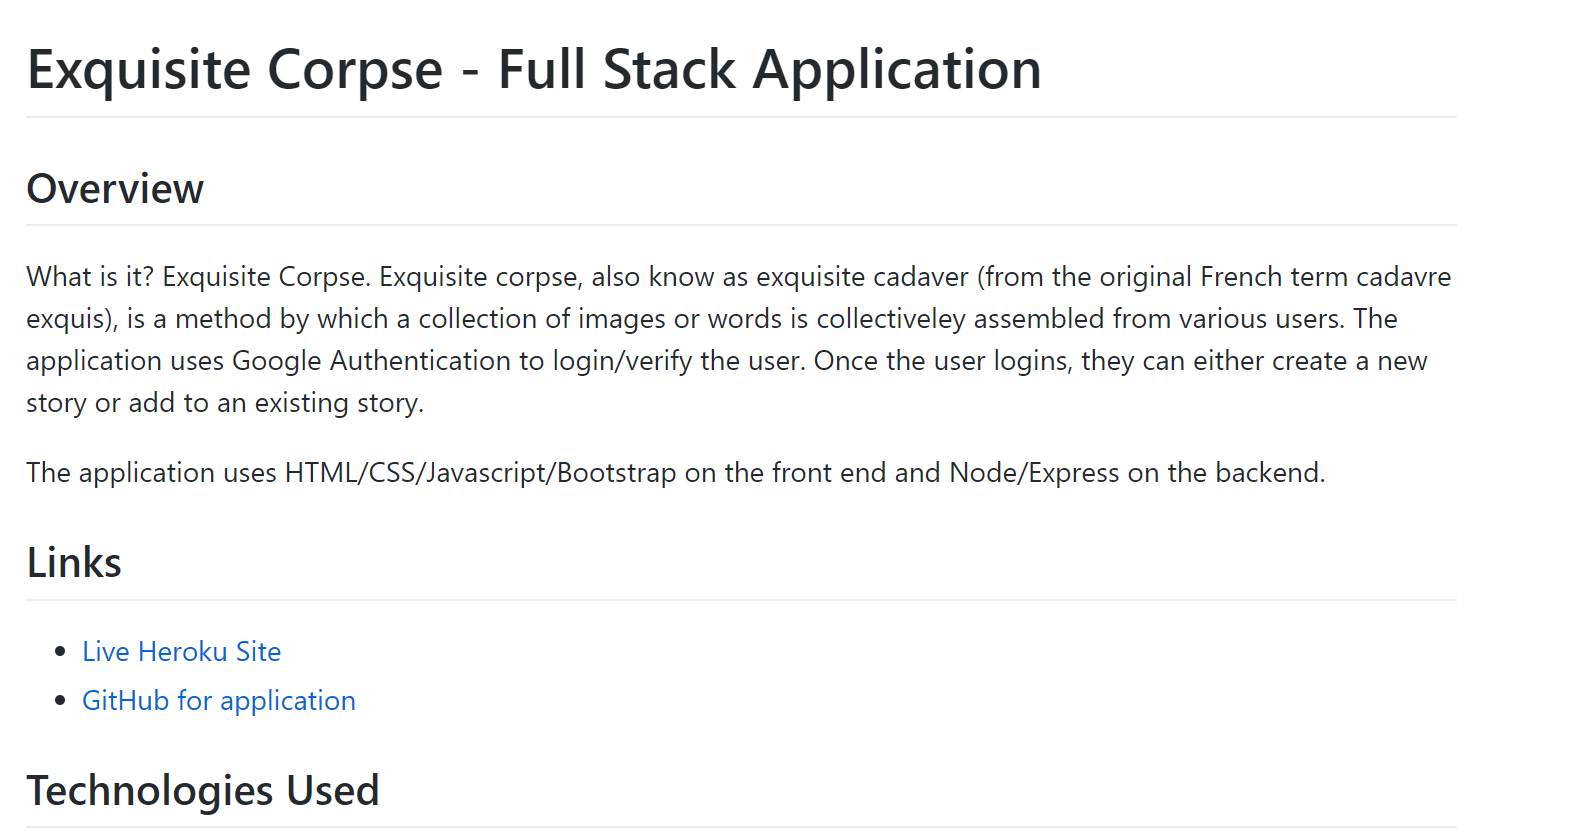 Exquisite Corpse - Full Stack Application
Overview
What is it? Exquisite Corpse. Exquisite corpse, also know as exquisite cadaver (from the original French term cadavre
exquis), is a method by which a collection of images or words is collectiveley assembled from various users. The
application uses Google Authentication to login/verify the user. Once the user logins, they can either create a new
story or add to an existing story.
The application uses HTML/CSS/Javascript/Bootstrap on the front end and Node/Express on the backend.
Links
• Live Heroku Site
• GitHub for application
Technologies Used